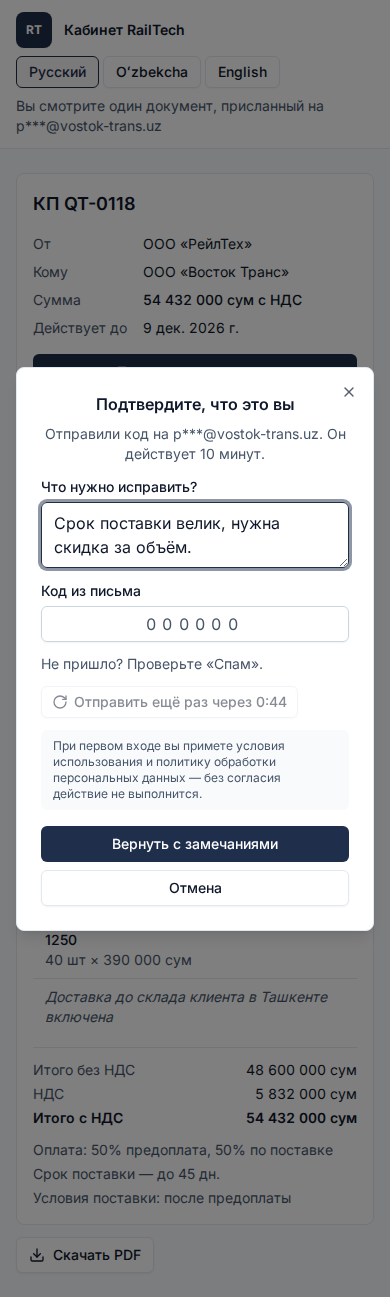 RT
Кабинет RailTech
Русский
Oʻzbekcha
English
Вы смотрите один документ, присланный на
p***@vostok-trans.uz
КП QT-0118
От
ООО «РейлТех»
Кому
ООО «Восток Транс»
Сумма
54 432 000 сум с НДС
Действует до
9 дек. 2026 г.
Подтвердите, что это вы
Отправили код на p***@vostok-trans.uz. Он
действует 10 минут.
Что нужно исправить?
Срок поставки велик, нужна
скидка за объём.
Код из письма
000000
Не пришло? Проверьте «Спам».
Отправить ещё раз через 0:44
При первом входе вы примете условия
использования и политику обработки
персональных данных — без согласия
действие не выполнится.
Вернуть с замечаниями
Отмена
1250
40 шт × 390 000 сум
Доставка до склада клиента в Ташкенте
включена
Итого без НДС
48 600 000 сум
НДС
5 832 000 сум
Итого с НДС
54 432 000 сум
Оплата: 50% предоплата, 50% по поставке
Срок поставки — до 45 дн.
Условия поставки: после предоплаты
Скачать PDF